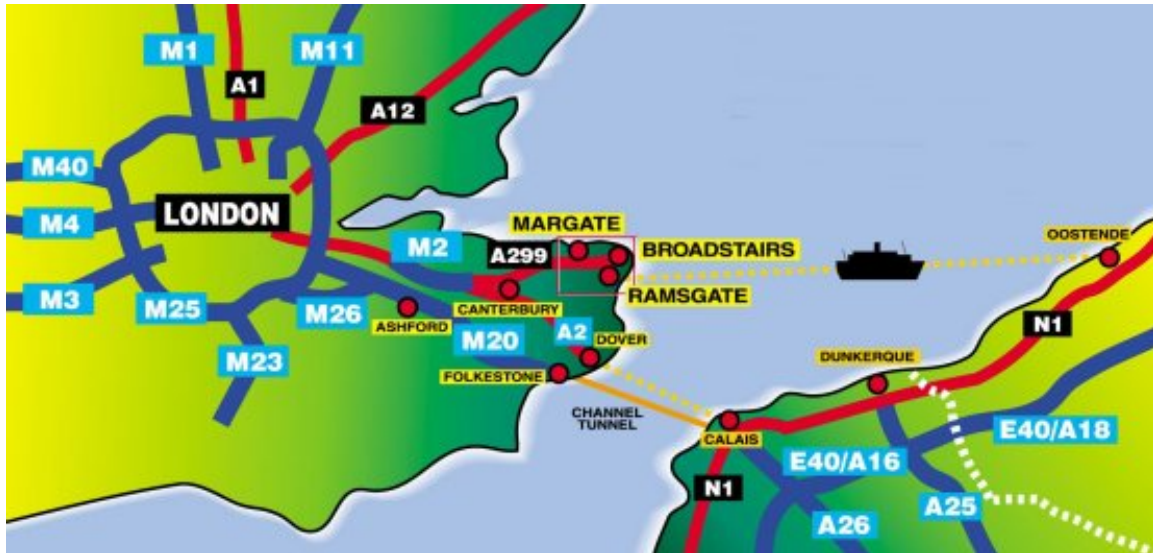 M1
M11
A1
A12
M40
LONDON
M4
MARGATE
M2
A299
BROADSTAIRS
OOSTENDE
M3
M25
M26
RAMSGATE
CANTERBURY
ASHFORD
A2
N1
M20
DOVER
M23
DUNKERQUE
FOLKESTONE
CHANNEL
TUNNEL
CALAIS
E40/A18
E40/A16
N1
A25
A26